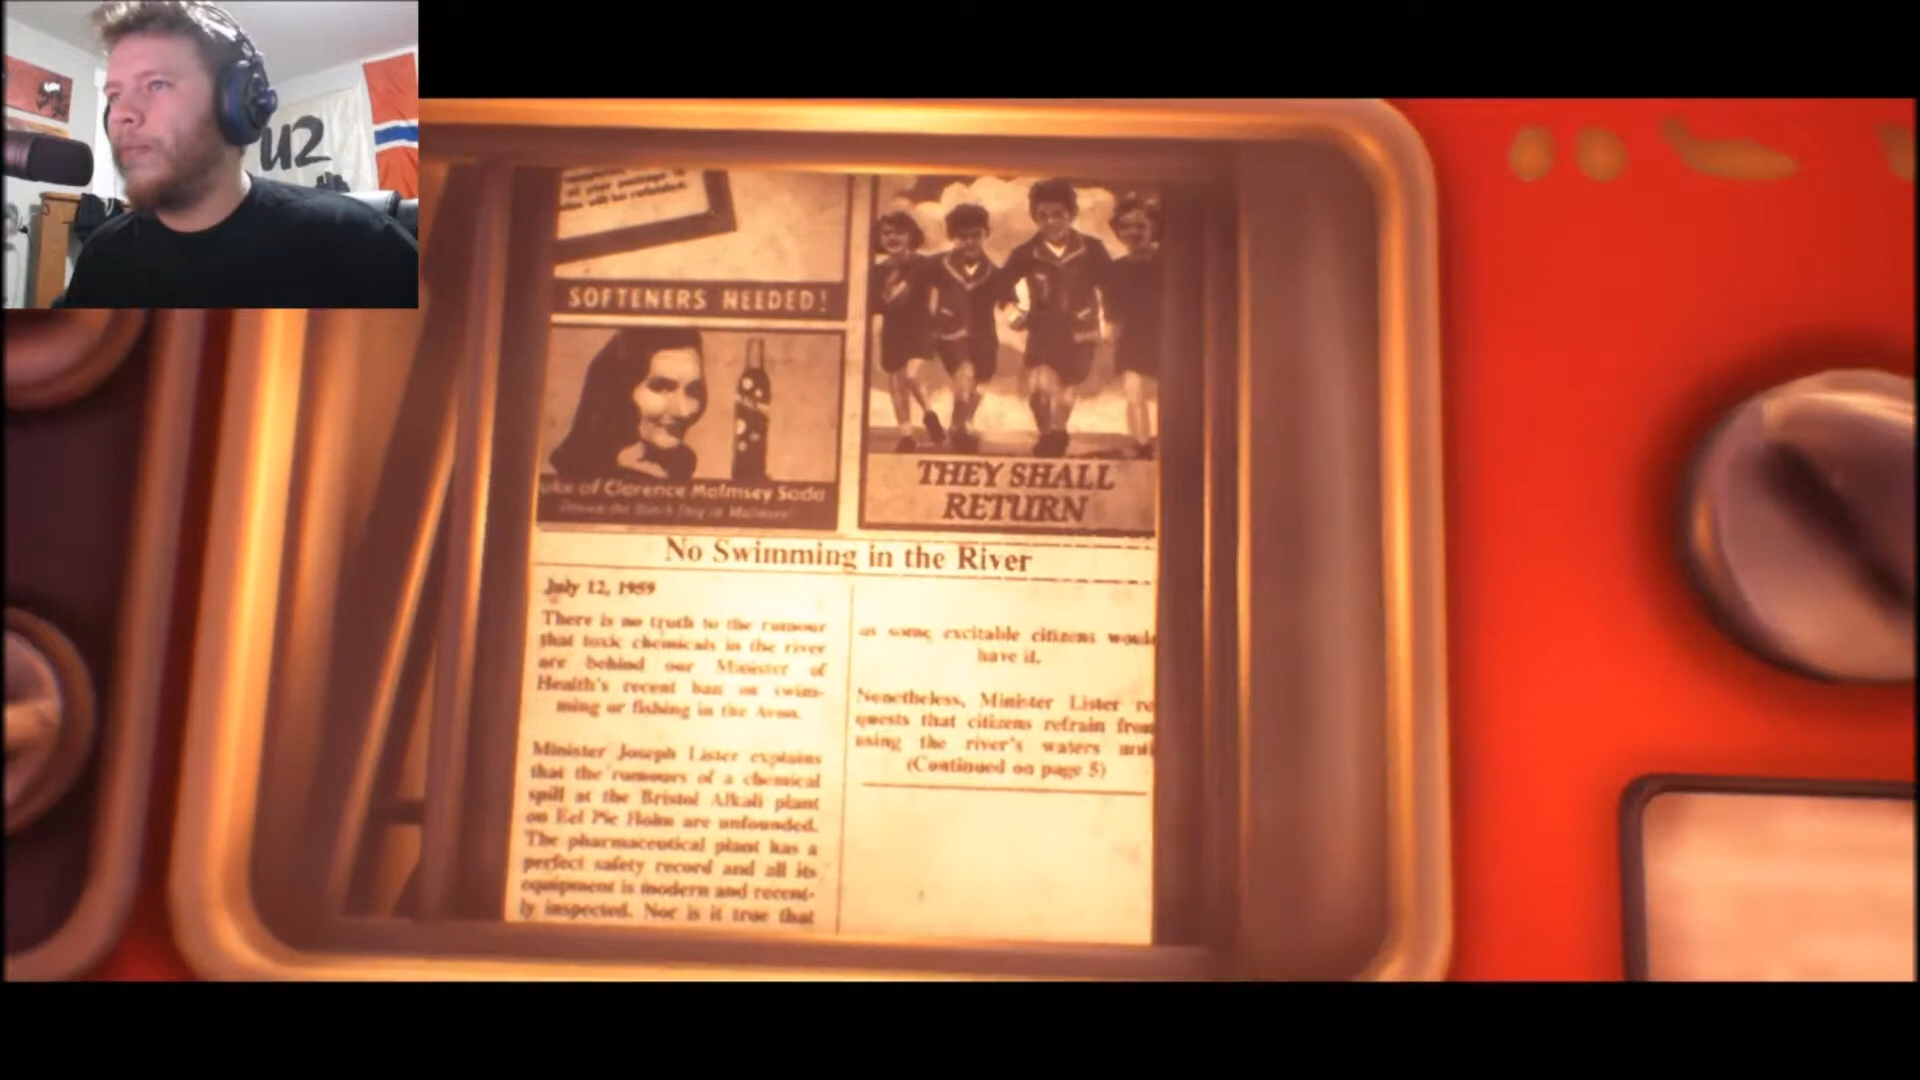 U2
will be refunded.
SOFTENERS NEEDED!
uke of Clarence Malmsey Soda
THEY SHALL
RETURN
No Swimming in the River
July 12, 1959
There is no truth to the rumour
that toxic chemicals in the river
are behind our Minister of
Health's recent ban on swim-
ming or fishing in the Avon.
Minister Joseph Lister explains
that the rumours of a chemical
spill at the Bristol Alkali plant
on Eel Pie Holm are unfounded.
The pharmaceutical plant has a
perfect safety record and all its
equipment is modern and recent-
ly inspected. Nor is it true that
as some excitable citizens would
have it.
Nonetheless, Minister Lister re
quests that citizens refrain from
using the river's waters unti
(Continued on page 5)